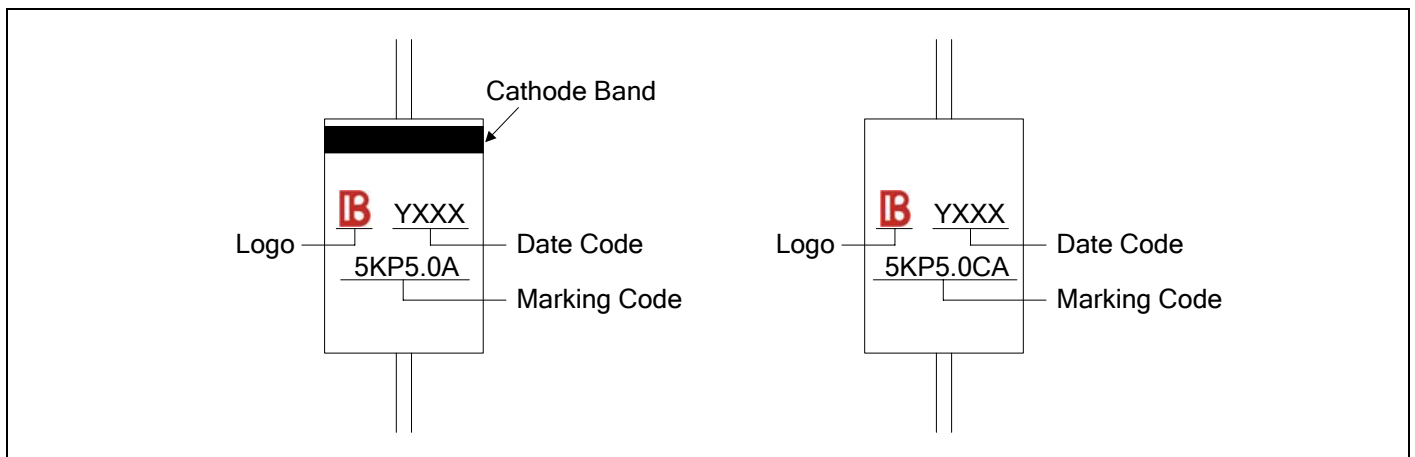 Cathode Band
B YXXX
Logo
Date Code
5KP5.0A
Marking Code
B YXXX
Logo
Date Code
5KP5.0CA
Marking Code